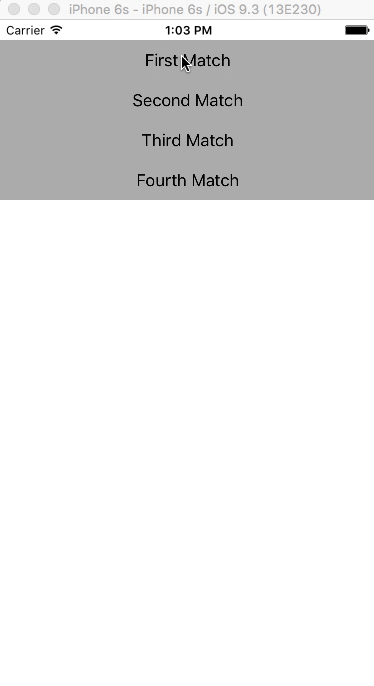 iPhone 6s - iPhone 6s / iOS 9.3 (13E230)
Carrier 1:03 PM
First Match
Second Match
Third Match
Fourth Match